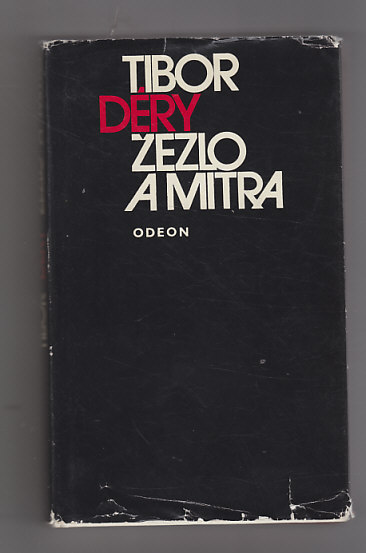 TIBOR
DÉRY
ŽEZLO
A MITRA
ODEON